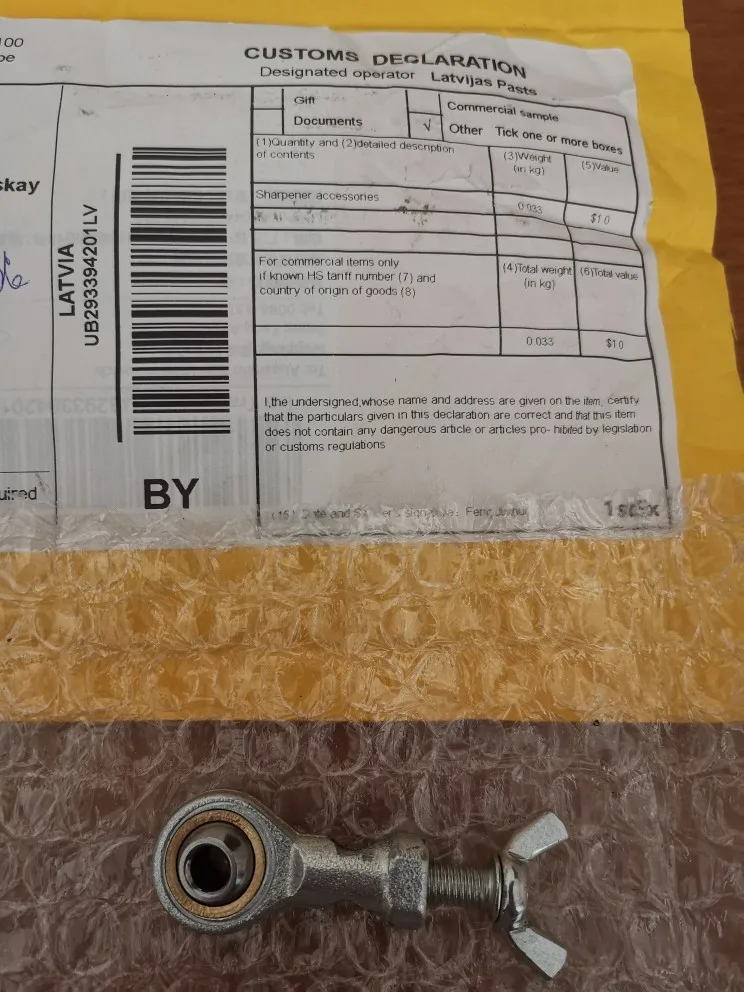 100
pe
skay
LATVIA
UB293394201LV
BY
uired
CUSTOMS DECLARATION
Designated operator Latvijas Pasts
Gift
Commercial sample
Documents
√ Other Tick one or more boxes
(1)Quantity and (2)detailed description
of contents
(3)Weight
(in kg)
(5)Value
Sharpener accessories
0.033
$10
For commercial items only
if known HS tariff number (7) and
country of origin of goods (8)
(4)Total weight
(in kg)
(6)Total value
0.033
$10
I,the undersigned,whose name and address are given on the item, certify
that the particulars given in this declaration are correct and that this item
does not contain any dangerous article or articles pro- hibited by legislation
or customs regulations